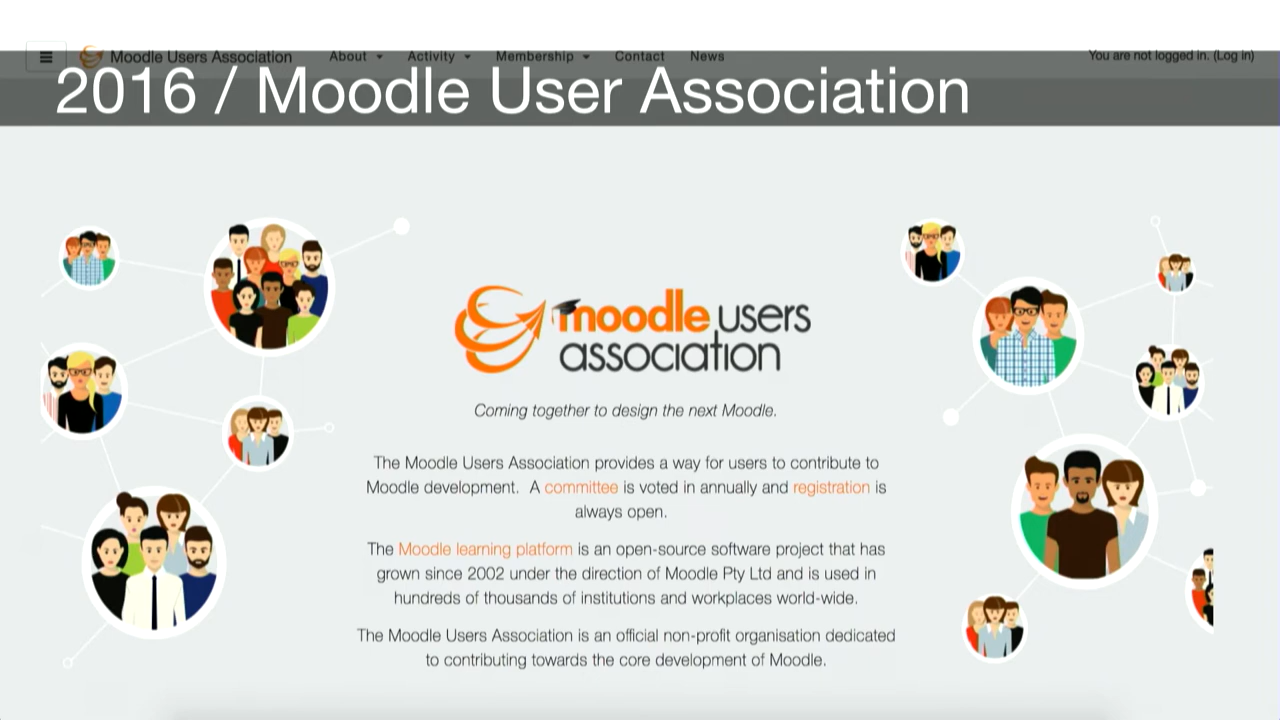 Moodle Users Association About Activity Membership Contact News You are not logged in. (Log in)
2016 / Moodle User Association
moodle users
association
Coming together to design the next Moodle.
The Moodle Users Association provides a way for users to contribute to
Moodle development. A committee is voted in annually and registration is
always open.
The Moodle learning platform is an open-source software project that has
grown since 2002 under the direction of Moodle Pty Ltd and is used in
hundreds of thousands of institutions and workplaces world-wide.
The Moodle Users Association is an official non-profit organisation dedicated
to contributing towards the core development of Moodle.